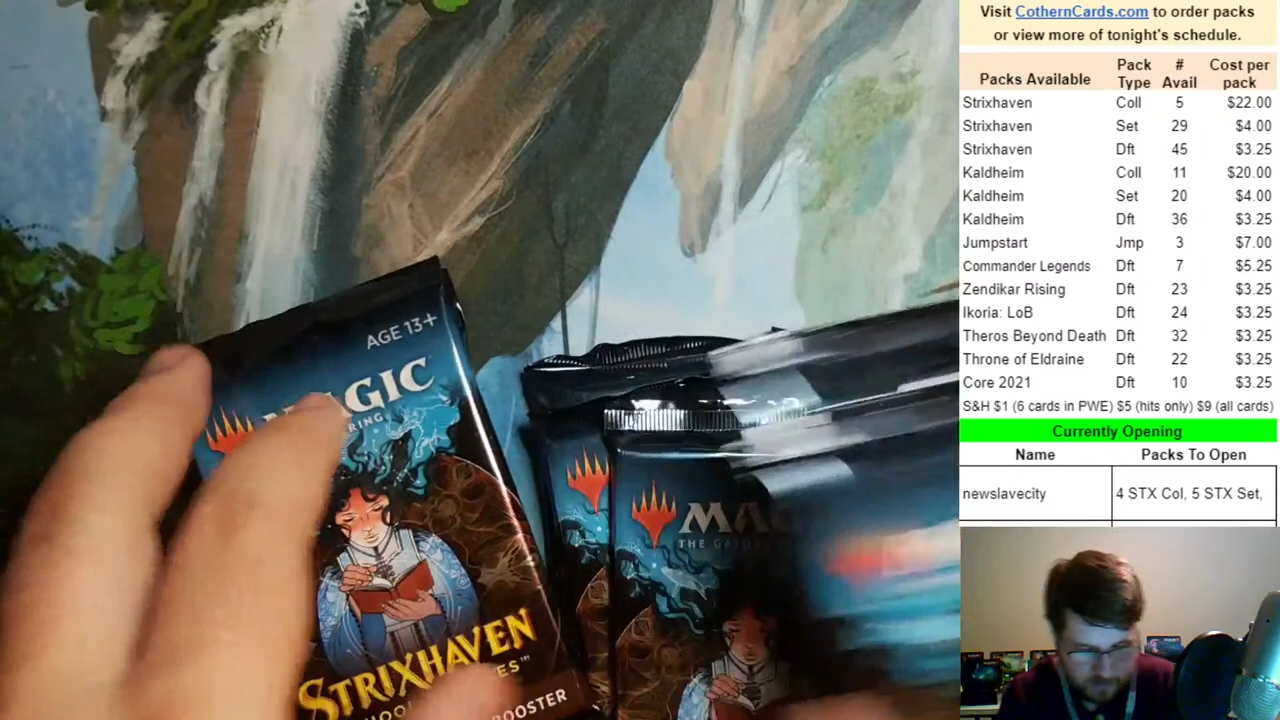 AGE 13+
MAGIC
RING
STRIXHAVEN
ES™
BOOSTER
MAG
THE GA
Visit CothernCards.com to order packs
or view more of tonight's schedule.
Packs Available Pack Type # Avail Cost per pack
Strixhaven Coll 5 $22.00
Strixhaven Set 29 $4.00
Strixhaven Dft 45 $3.25
Kaldheim Coll 11 $20.00
Kaldheim Set 20 $4.00
Kaldheim Dft 36 $3.25
Jumpstart Jmp 3 $7.00
Commander Legends Dft 7 $5.25
Zendikar Rising Dft 23 $3.25
Ikoria: LoB Dft 24 $3.25
Theros Beyond Death Dft 32 $3.25
Throne of Eldraine Dft 22 $3.25
Core 2021 Dft 10 $3.25
S&H $1 (6 cards in PWE) $5 (hits only) $9 (all cards)
Currently Opening
Name Packs To Open
newslavecity 4 STX Col, 5 STX Set,